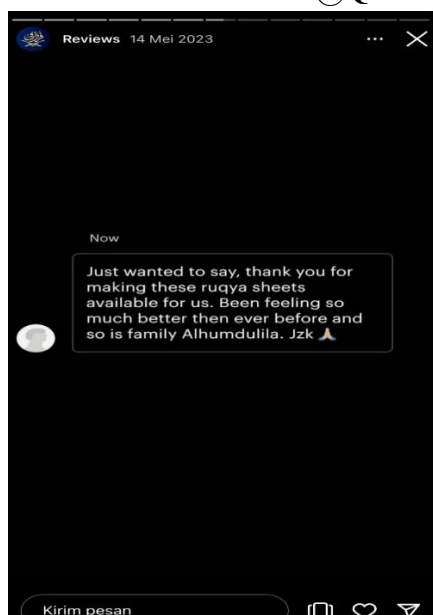 Reviews 14 Mei 2023
Now
Just wanted to say, thank you for
making these ruqya sheets
available for us. Been feeling so
much better then ever before and
so is family Alhumdulila. Jzk 🙏🏼
Kirim pesan